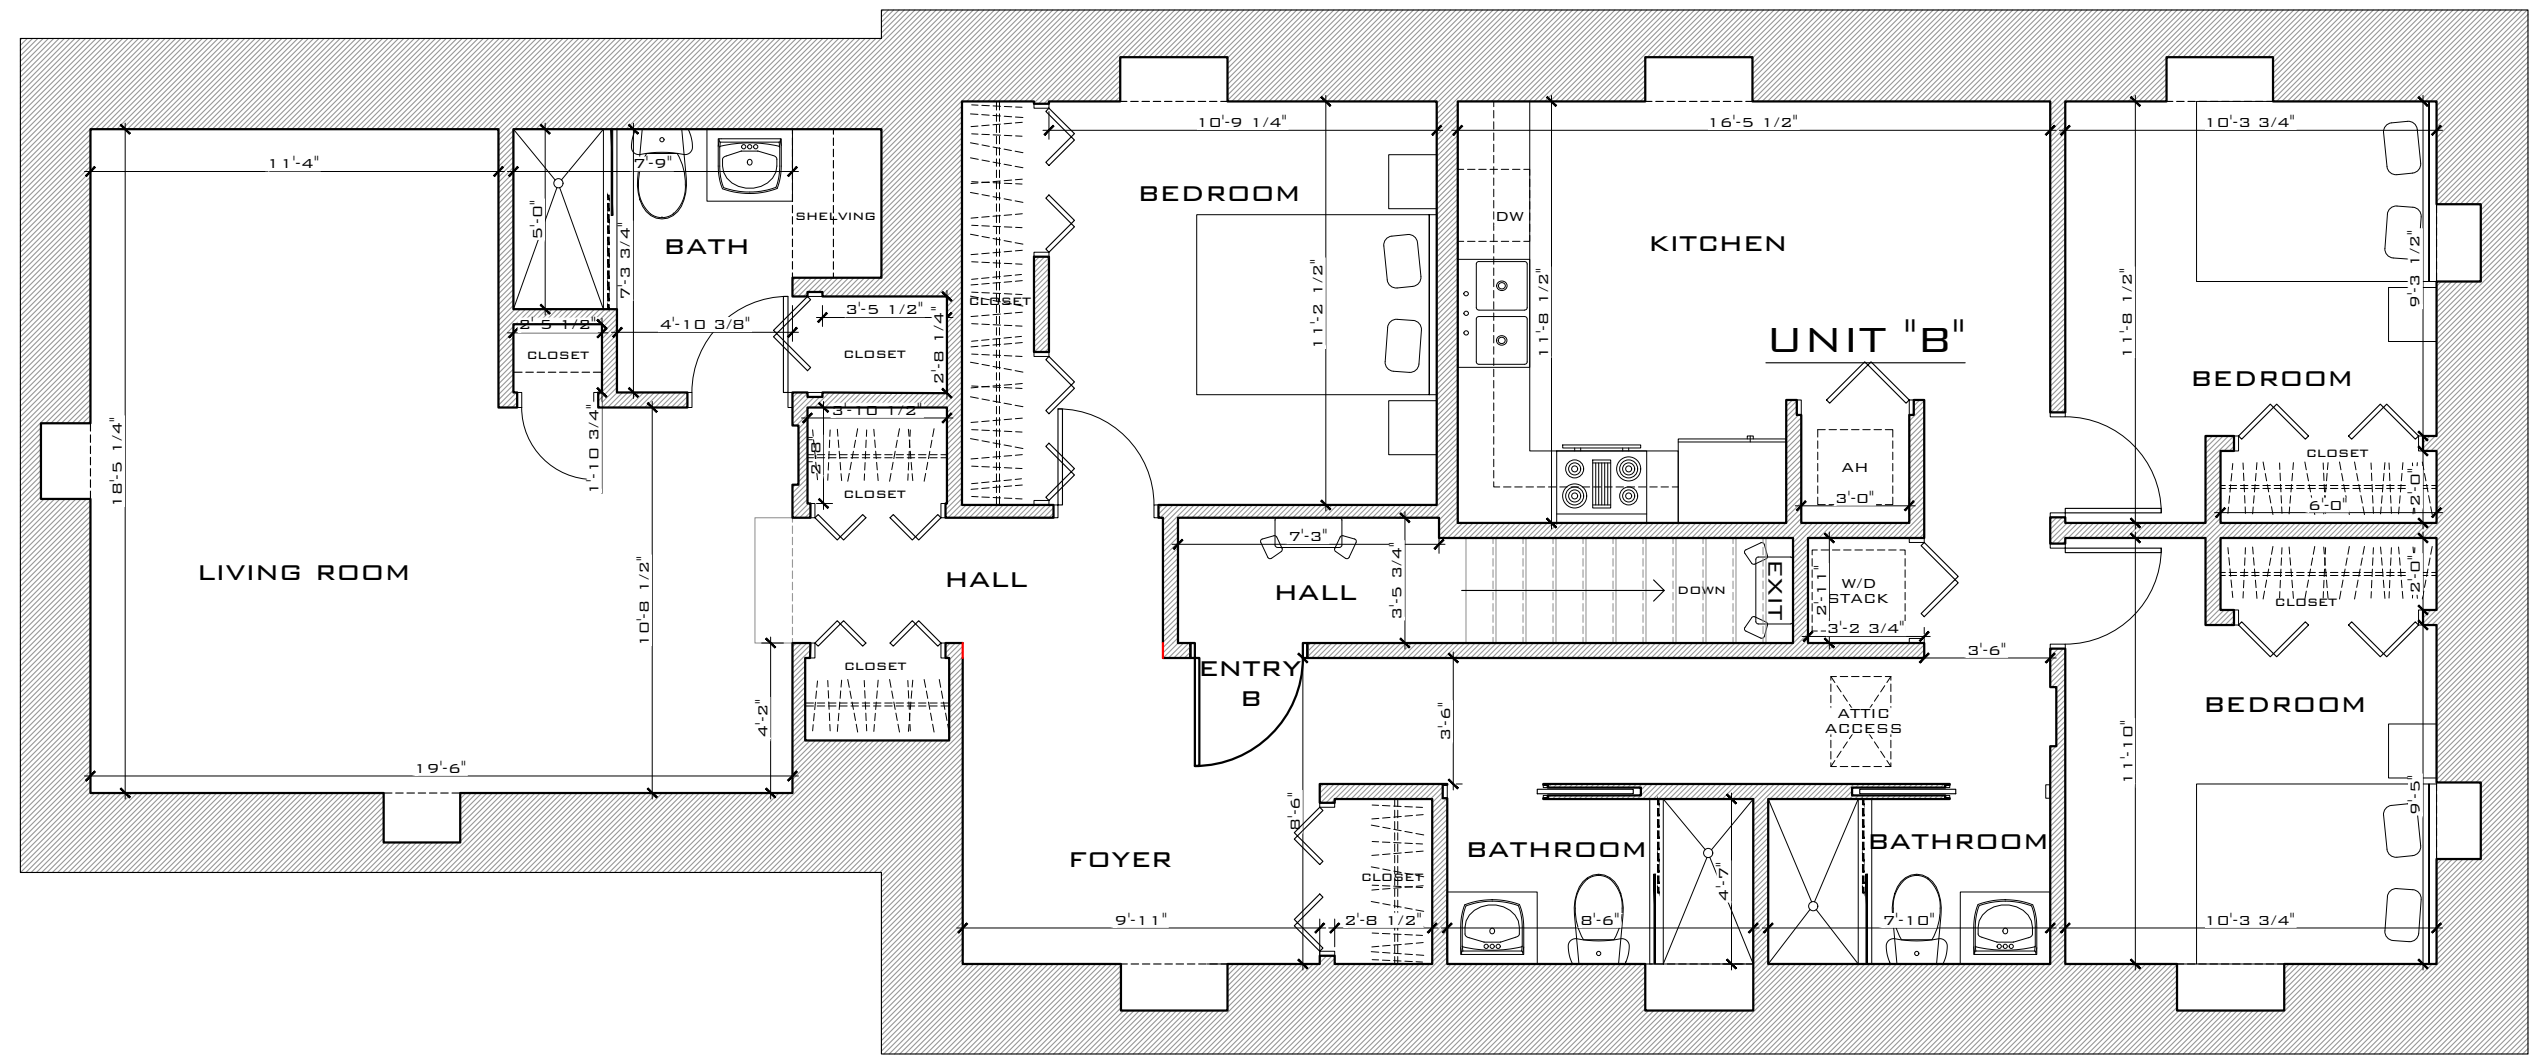 10'-9 1/4"
16'-5 1/2"
10'-3 3/4"
11'-4"
7'-9"
BEDROOM
SHELVING
DW
5'-0"
7'-3 3/4"
BATH
KITCHEN
9'-3 1/2"
CLOSET
11'-2 1/2"
11'-8 1/2"
11'-8 1/2"
3'-5 1/2"
2'-5 1/2"
4'-10 3/8"
UNIT "B"
CLOSET
CLOSET
2'-8 1/4"
BEDROOM
3'-10 1/2"
1'-10 3/4"
2'-8"
18'-5 1/4"
CLOSET
CLOSET
AH
3'-0"
2'-0"
6'-0"
7'-3"
LIVING ROOM
HALL
HALL
3'-5 3/4"
DOWN
EXIT
2'-11"
W/D
STACK
2'-0"
CLOSET
10'-8 1/2"
3'-2 3/4"
3'-6"
CLOSET
ENTRY
B
BEDROOM
4'-2"
3'-6"
ATTIC
ACCESS
11'-10"
19'-6"
8'-6"
9'-5"
FOYER
CLOSET
BATHROOM
4'-7"
BATHROOM
9'-11"
2'-8 1/2"
8'-6"
7'-10"
10'-3 3/4"